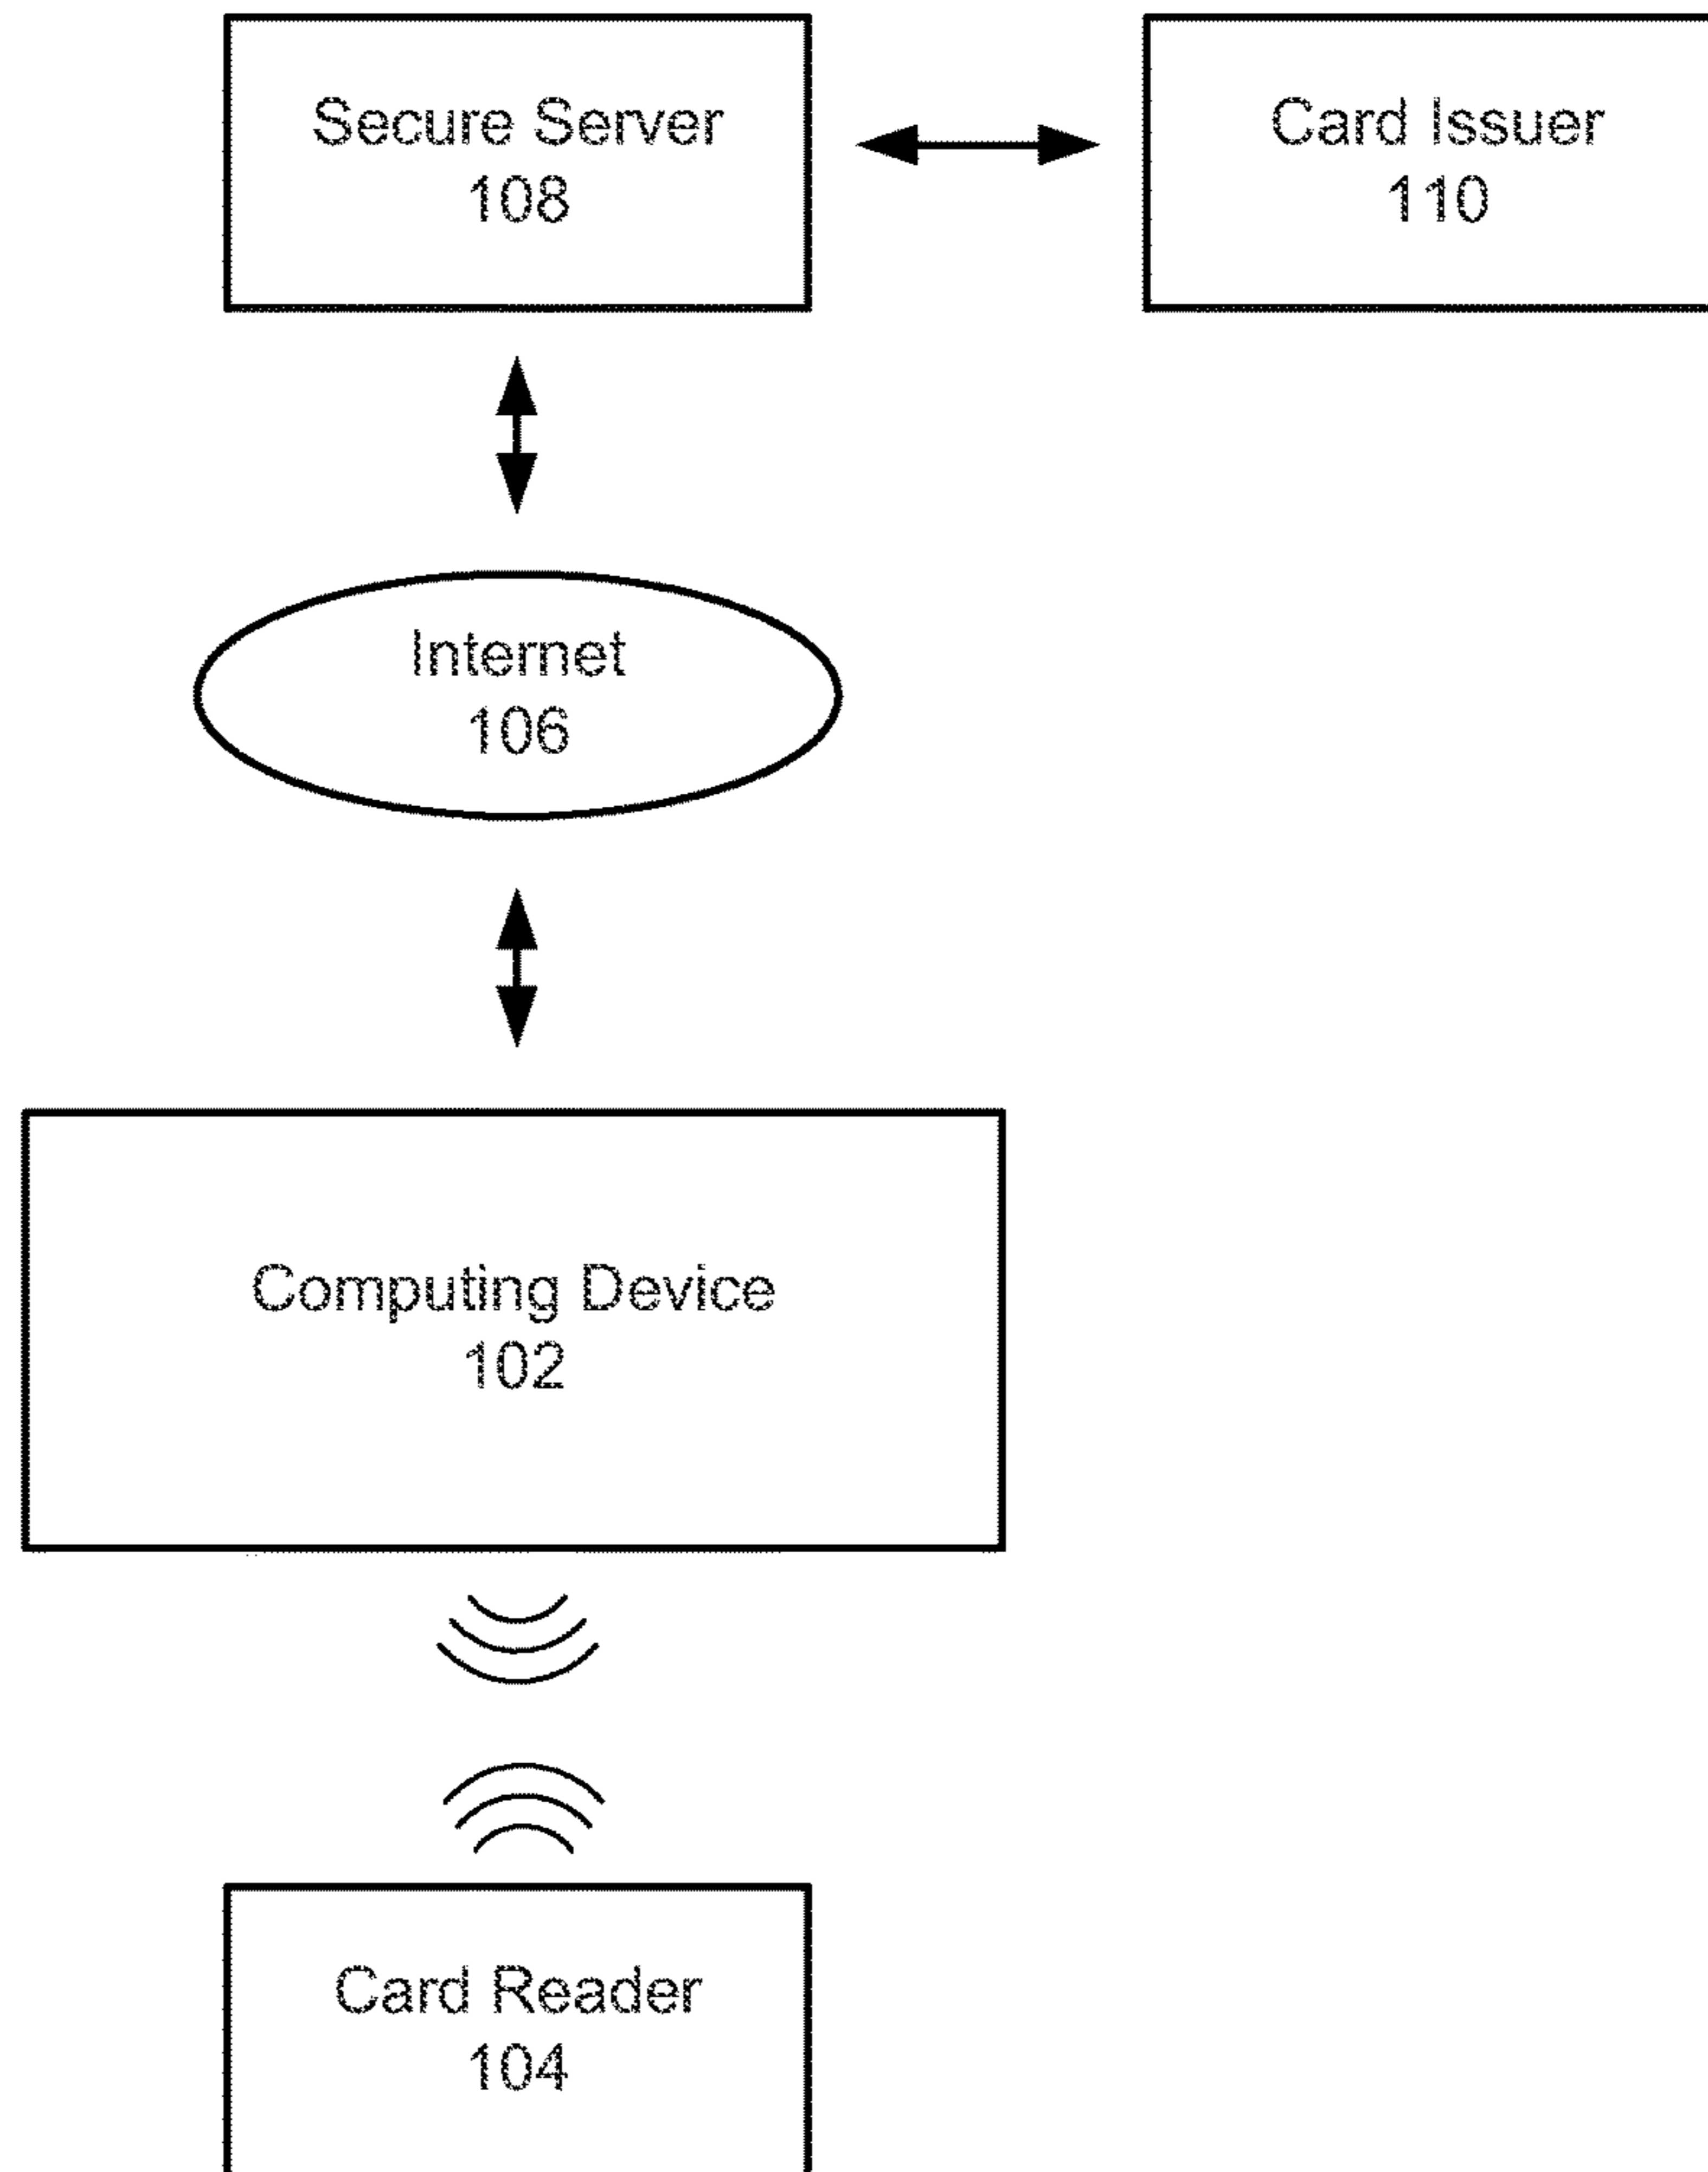 Secure Server
108
Card Issuer
110
Internet
106
Computing Device
102
Card Reader
104